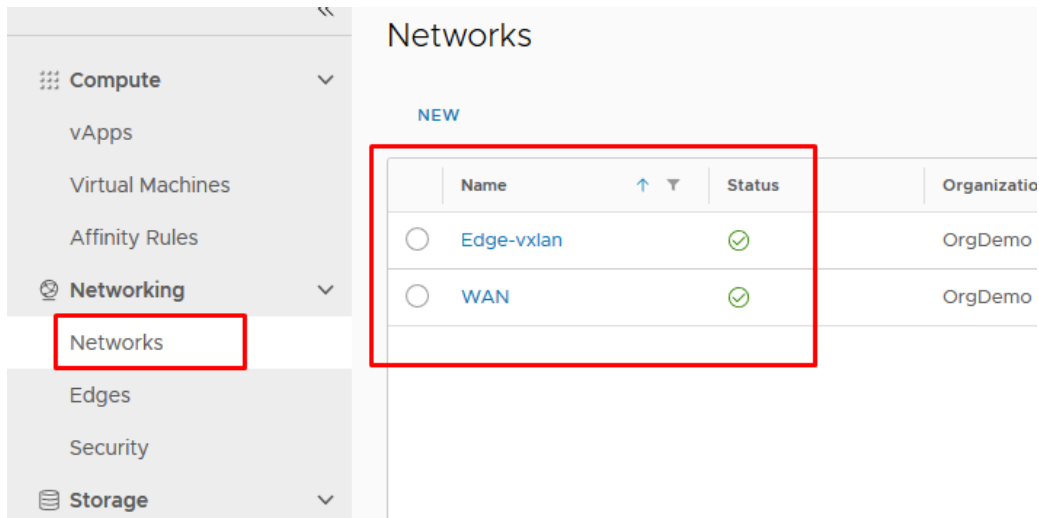 Networks
Compute
vApps
Virtual Machines
Affinity Rules
Networking
Networks
Edges
Security
Storage
NEW
Name Status Organizatio
Edge-vxlan OrgDemo
WAN OrgDemo